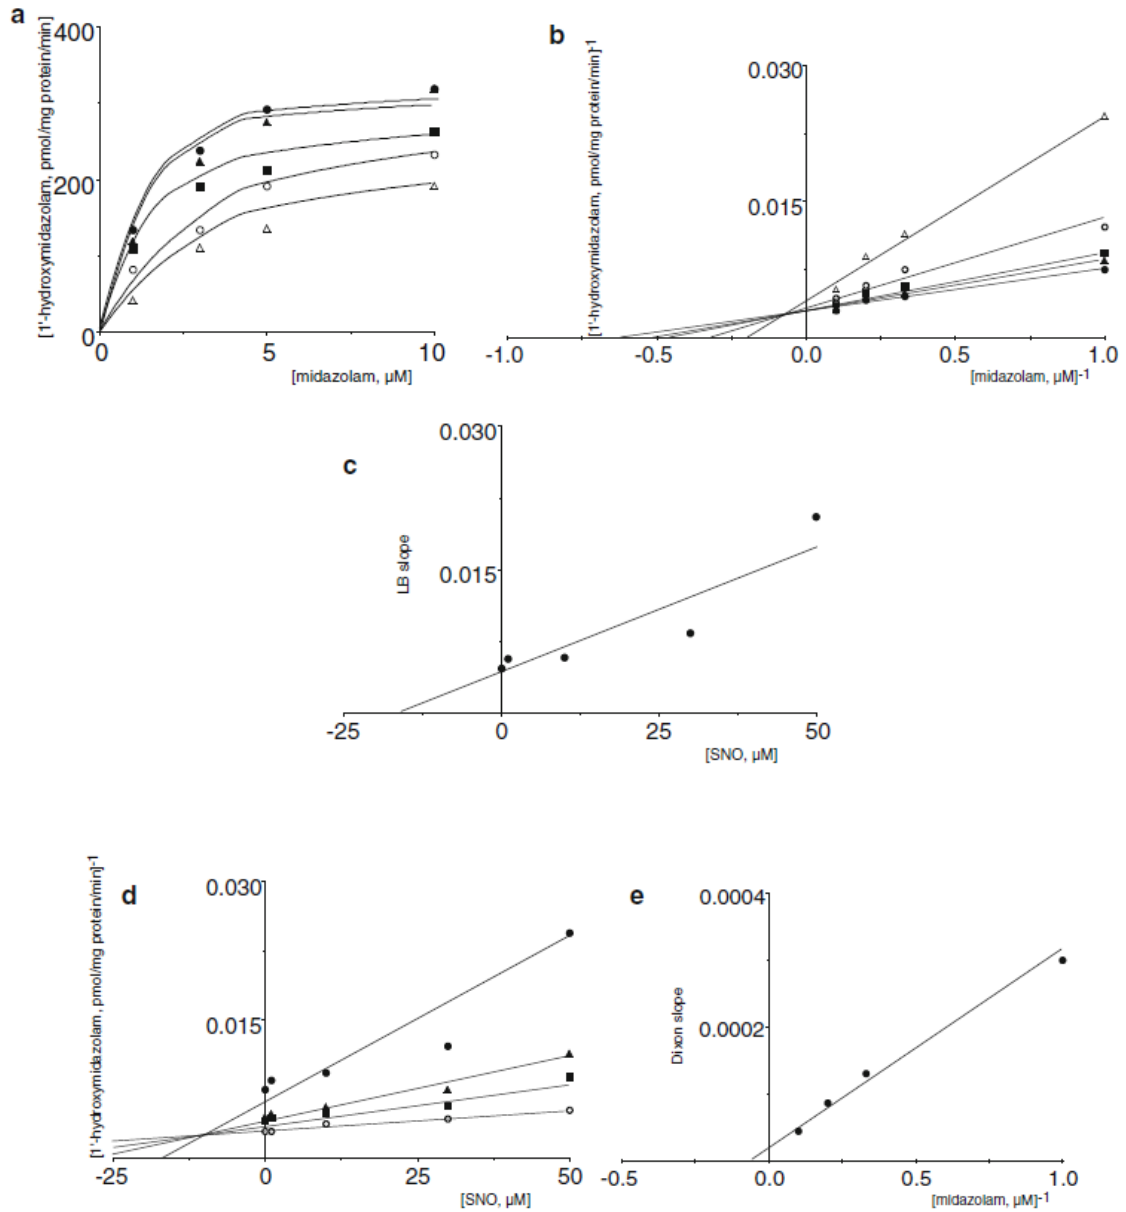 a
400
200
0
0
5
10
[1'-hydroxymidazolam, pmol/mg protein/min]
[midazolam, µM]
b
0.030
0.015
-1.0
-0.5
0.0
0.5
1.0
[1'-hydroxymidazolam, pmol/mg protein/min]-1
[midazolam, µM]-1
c
0.030
0.015
-25
0
25
50
LB slope
[SNO, µM]
d
0.030
0.015
-25
0
25
50
[1'-hydroxymidazolam, pmol/mg protein/min]-1
[SNO, µM]
e
0.0004
0.0002
-0.5
0.0
0.5
1.0
Dixon slope
[midazolam, µM]-1